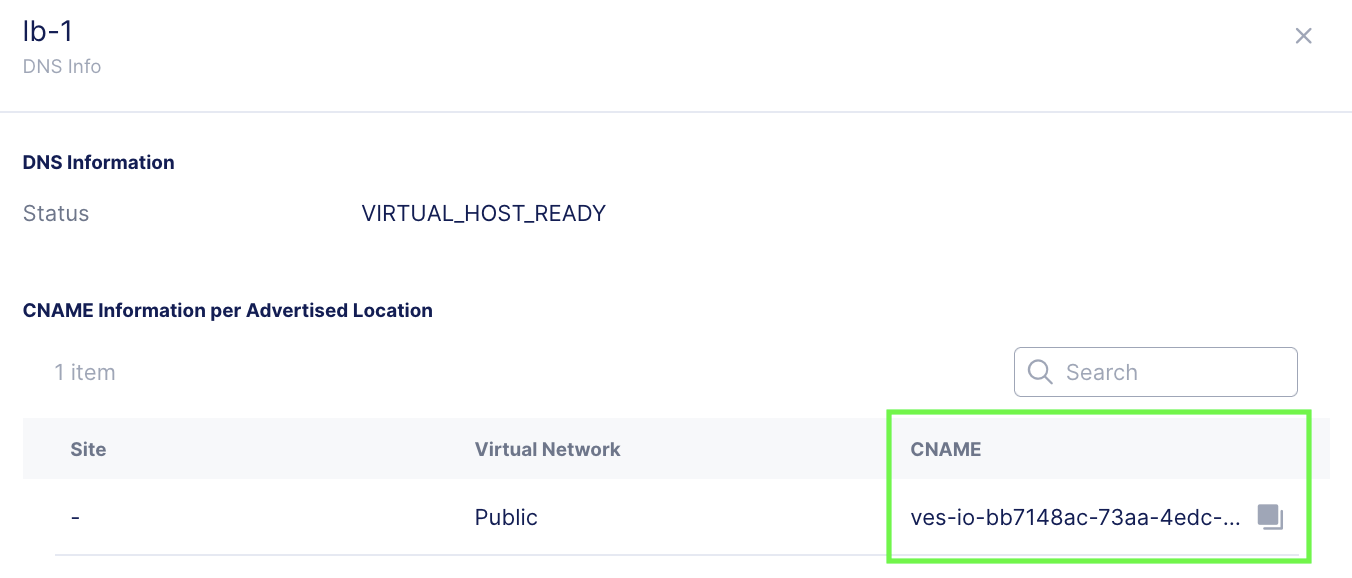 lb-1
DNS Info
DNS Information
Status VIRTUAL_HOST_READY
CNAME Information per Advertised Location
1 item Search
Site Virtual Network CNAME
- Public ves-io-bb7148ac-73aa-4edc-...